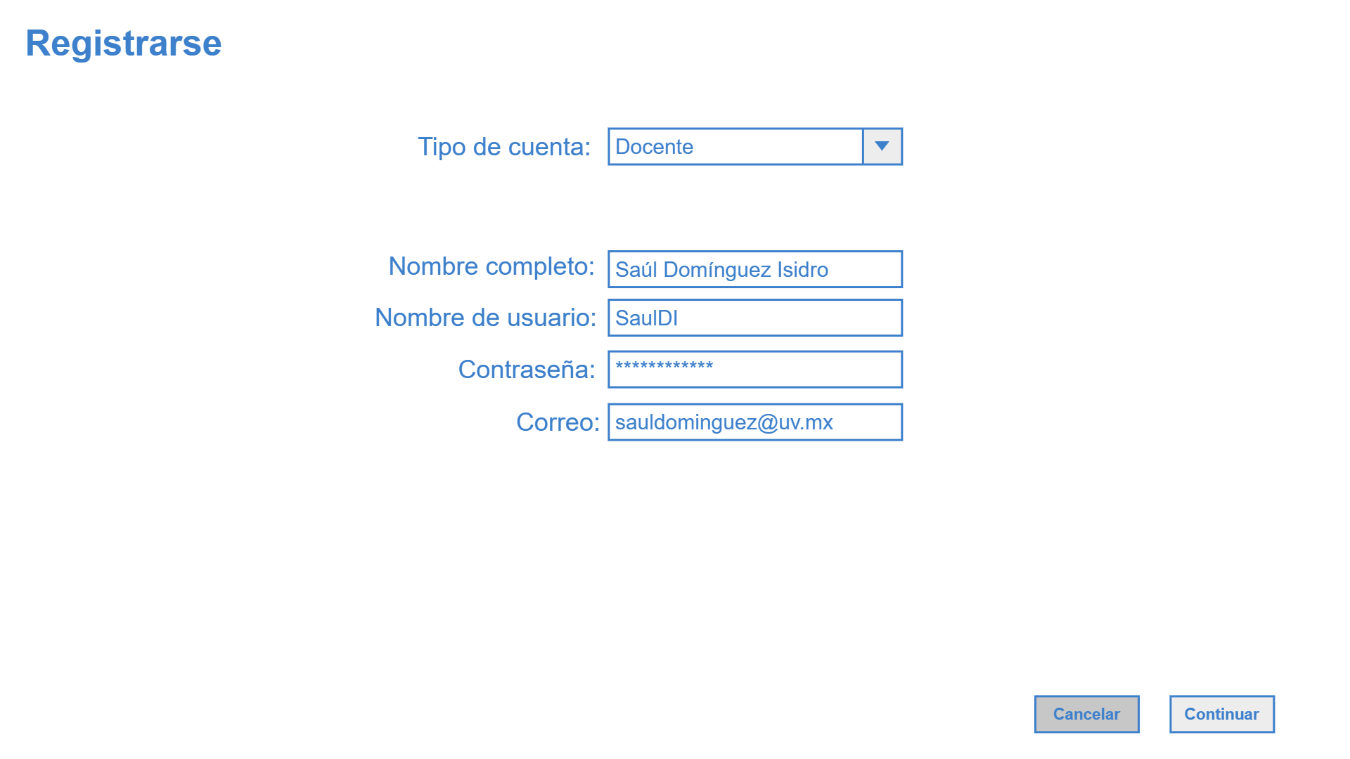 Registrarse
Tipo de cuenta: Docente
Nombre completo: Saúl Domínguez Isidro
Nombre de usuario: SaulDI
Contraseña: ************
Correo: sauldominguez@uv.mx
Cancelar Continuar